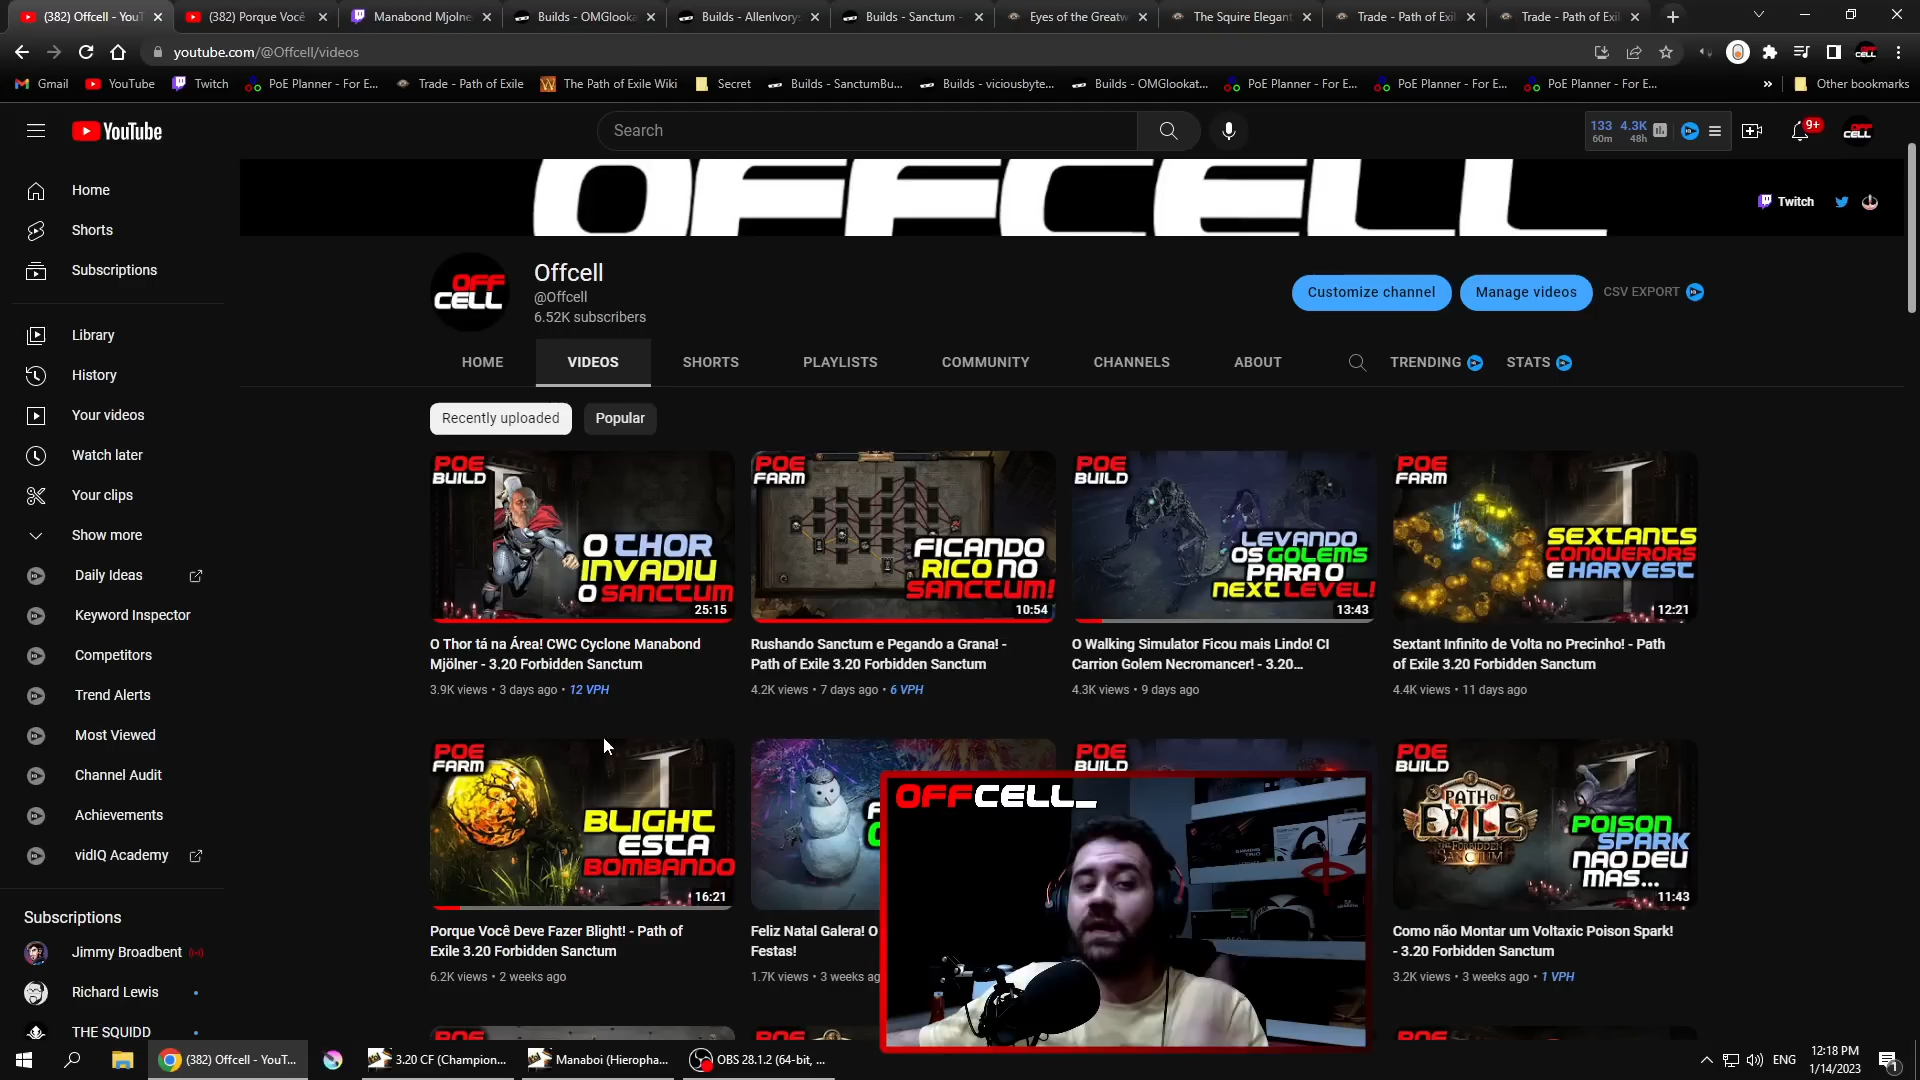 (382) Offcell - YouT
(382) Porque Você
Manabond Mjolne
Builds - OMGlooka
Builds - AllenIvory
Builds - Sanctum -
Eyes of the Greatw
The Squire Elegant
Trade - Path of Exil
Trade - Path of Exil
youtube.com/@Offcell/videos
Gmail
YouTube
Twitch
PoE Planner - For E...
Trade - Path of Exile
The Path of Exile Wiki
Secret
Builds - SanctumBu...
Builds - viciousbyte...
Builds - OMGlookat...
PoE Planner - For E...
PoE Planner - For E...
PoE Planner - For E...
Other bookmarks
YouTube
Search
133 4.3K
60m 48h
9+
OFF
CELL
OFFCELL
Twitch
Home
Shorts
Subscriptions
Library
History
Your videos
Watch later
Your clips
Show more
Daily Ideas
Keyword Inspector
Competitors
Trend Alerts
Most Viewed
Channel Audit
Achievements
vidIQ Academy
Subscriptions
Jimmy Broadbent
Richard Lewis
THE SQUIDD
OFF
CELL
Offcell
@Offcell
6.52K subscribers
Customize channel
Manage videos
CSV EXPORT
HOME
VIDEOS
SHORTS
PLAYLISTS
COMMUNITY
CHANNELS
ABOUT
TRENDING
STATS
Recently uploaded
Popular
POE
BUILD
O THOR
INVADIU
O SANCTUM
25:15
O Thor tá na Área! CWC Cyclone Manabond
Mjölner - 3.20 Forbidden Sanctum
3.9K views • 3 days ago • 12 VPH
POE
FARM
FICANDO
RICO NO
SANCTUM!
10:54
Rushando Sanctum e Pegando a Grana! -
Path of Exile 3.20 Forbidden Sanctum
4.2K views • 7 days ago • 6 VPH
POE
BUILD
LEVANDO
OS GOLEMS
PARA O
NEXT LEVEL!
13:43
O Walking Simulator Ficou mais Lindo! CI
Carrion Golem Necromancer! - 3.20...
4.3K views • 9 days ago
POE
FARM
SEXTANTS
CONQUERORS
E HARVEST
12:21
Sextant Infinito de Volta no Precinho! - Path
of Exile 3.20 Forbidden Sanctum
4.4K views • 11 days ago
POE
FARM
BLIGHT
ESTA
BOMBANDO
16:21
Porque Você Deve Fazer Blight! - Path of
Exile 3.20 Forbidden Sanctum
6.2K views • 2 weeks ago
Feliz Natal Galera! O
Festas!
1.7K views • 3 weeks ag
POE
BUILD
OFFCELL_
POE
BUILD
PATH OF
EXILE
THE FORBIDDEN
SANCTUM
POISON
SPARK
NAO DEU
MAS...
11:43
Como não Montar um Voltaxic Poison Spark!
- 3.20 Forbidden Sanctum
3.2K views • 3 weeks ago • 1 VPH
(382) Offcell - YouT...
3.20 CF (Champion...
Manaboi (Hieropha...
OBS 28.1.2 (64-bit, ...
ENG
12:18 PM
1/14/2023
1